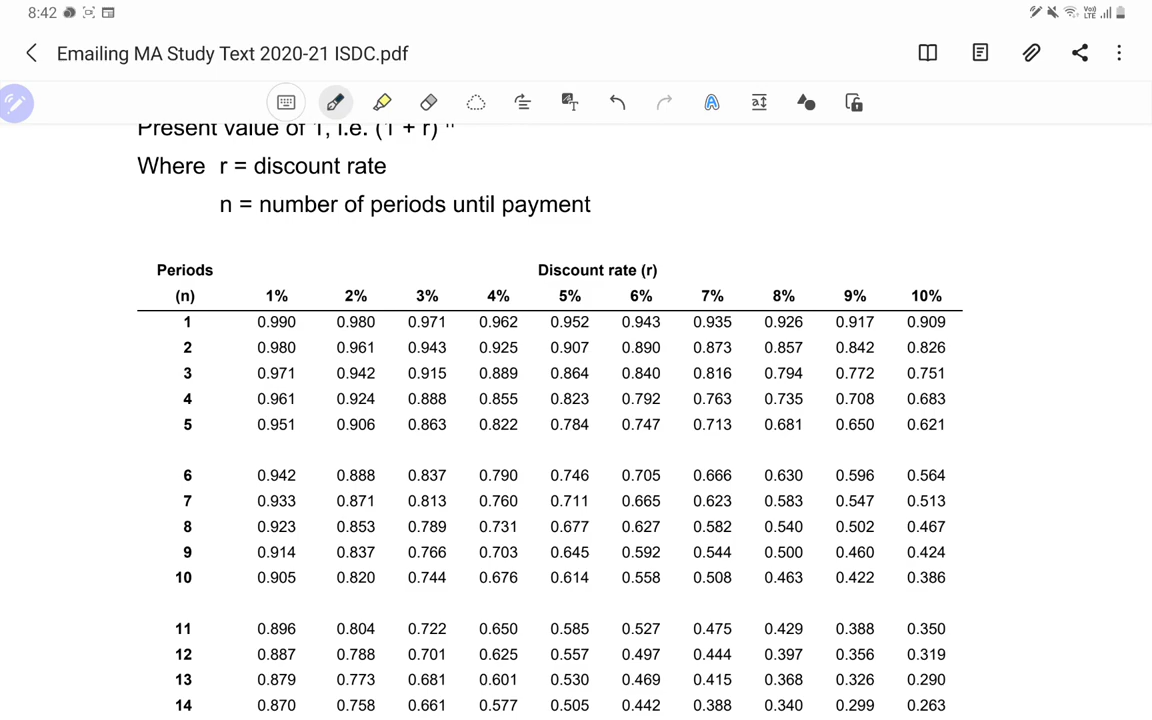 8:42
Vo)) LTE
Emailing MA Study Text 2020-21 ISDC.pdf
Present value of 1, i.e. (1 + r)⁻ⁿ
Where r = discount rate
n = number of periods until payment
Periods Discount rate (r)
(n) 1% 2% 3% 4% 5% 6% 7% 8% 9% 10%
1 0.990 0.980 0.971 0.962 0.952 0.943 0.935 0.926 0.917 0.909
2 0.980 0.961 0.943 0.925 0.907 0.890 0.873 0.857 0.842 0.826
3 0.971 0.942 0.915 0.889 0.864 0.840 0.816 0.794 0.772 0.751
4 0.961 0.924 0.888 0.855 0.823 0.792 0.763 0.735 0.708 0.683
5 0.951 0.906 0.863 0.822 0.784 0.747 0.713 0.681 0.650 0.621
6 0.942 0.888 0.837 0.790 0.746 0.705 0.666 0.630 0.596 0.564
7 0.933 0.871 0.813 0.760 0.711 0.665 0.623 0.583 0.547 0.513
8 0.923 0.853 0.789 0.731 0.677 0.627 0.582 0.540 0.502 0.467
9 0.914 0.837 0.766 0.703 0.645 0.592 0.544 0.500 0.460 0.424
10 0.905 0.820 0.744 0.676 0.614 0.558 0.508 0.463 0.422 0.386
11 0.896 0.804 0.722 0.650 0.585 0.527 0.475 0.429 0.388 0.350
12 0.887 0.788 0.701 0.625 0.557 0.497 0.444 0.397 0.356 0.319
13 0.879 0.773 0.681 0.601 0.530 0.469 0.415 0.368 0.326 0.290
14 0.870 0.758 0.661 0.577 0.505 0.442 0.388 0.340 0.299 0.263